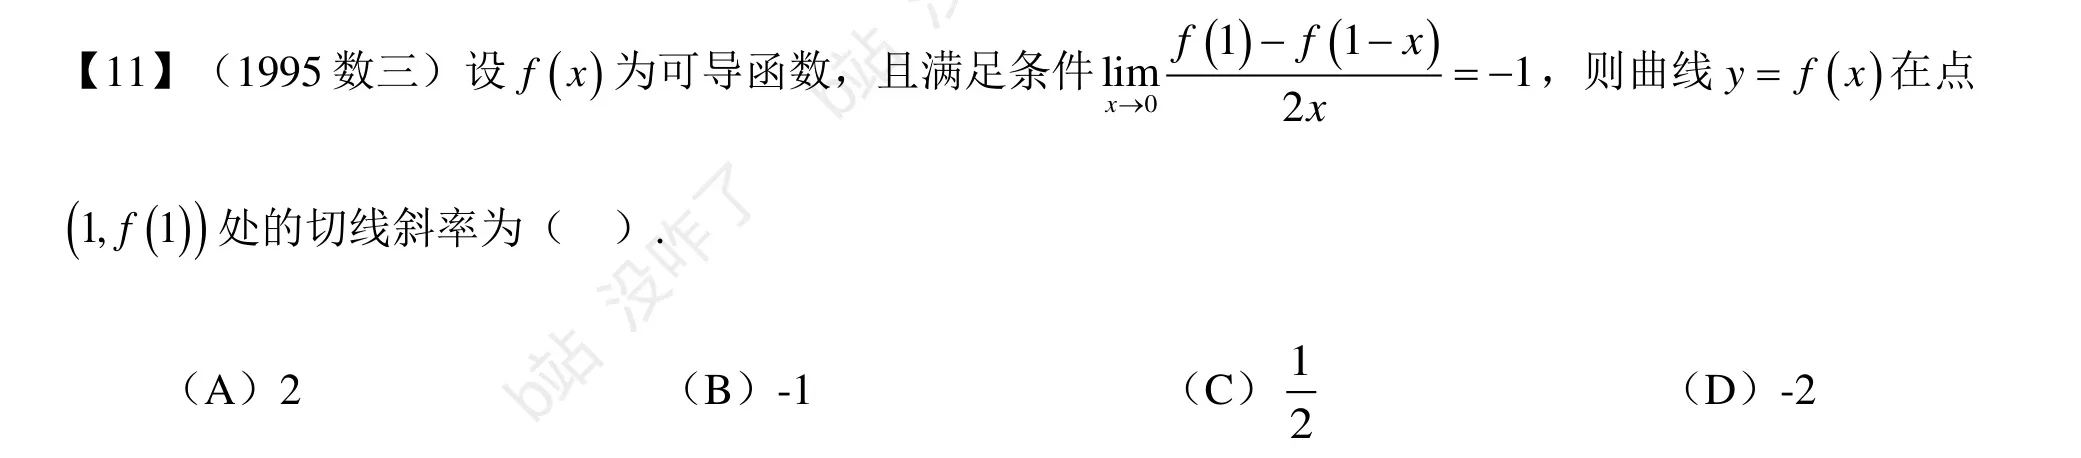 【11】（1995 数三）设 f(x) 为可导函数，且满足条件 \lim_{x→0} \frac{f(1)-f(1-x)}{2x} = -1，则曲线 y = f(x) 在点
(1, f(1)) 处的切线斜率为（ ）.
（A）2 （B）-1 （C）\frac{1}{2} （D）-2
b站 没咋了
b站